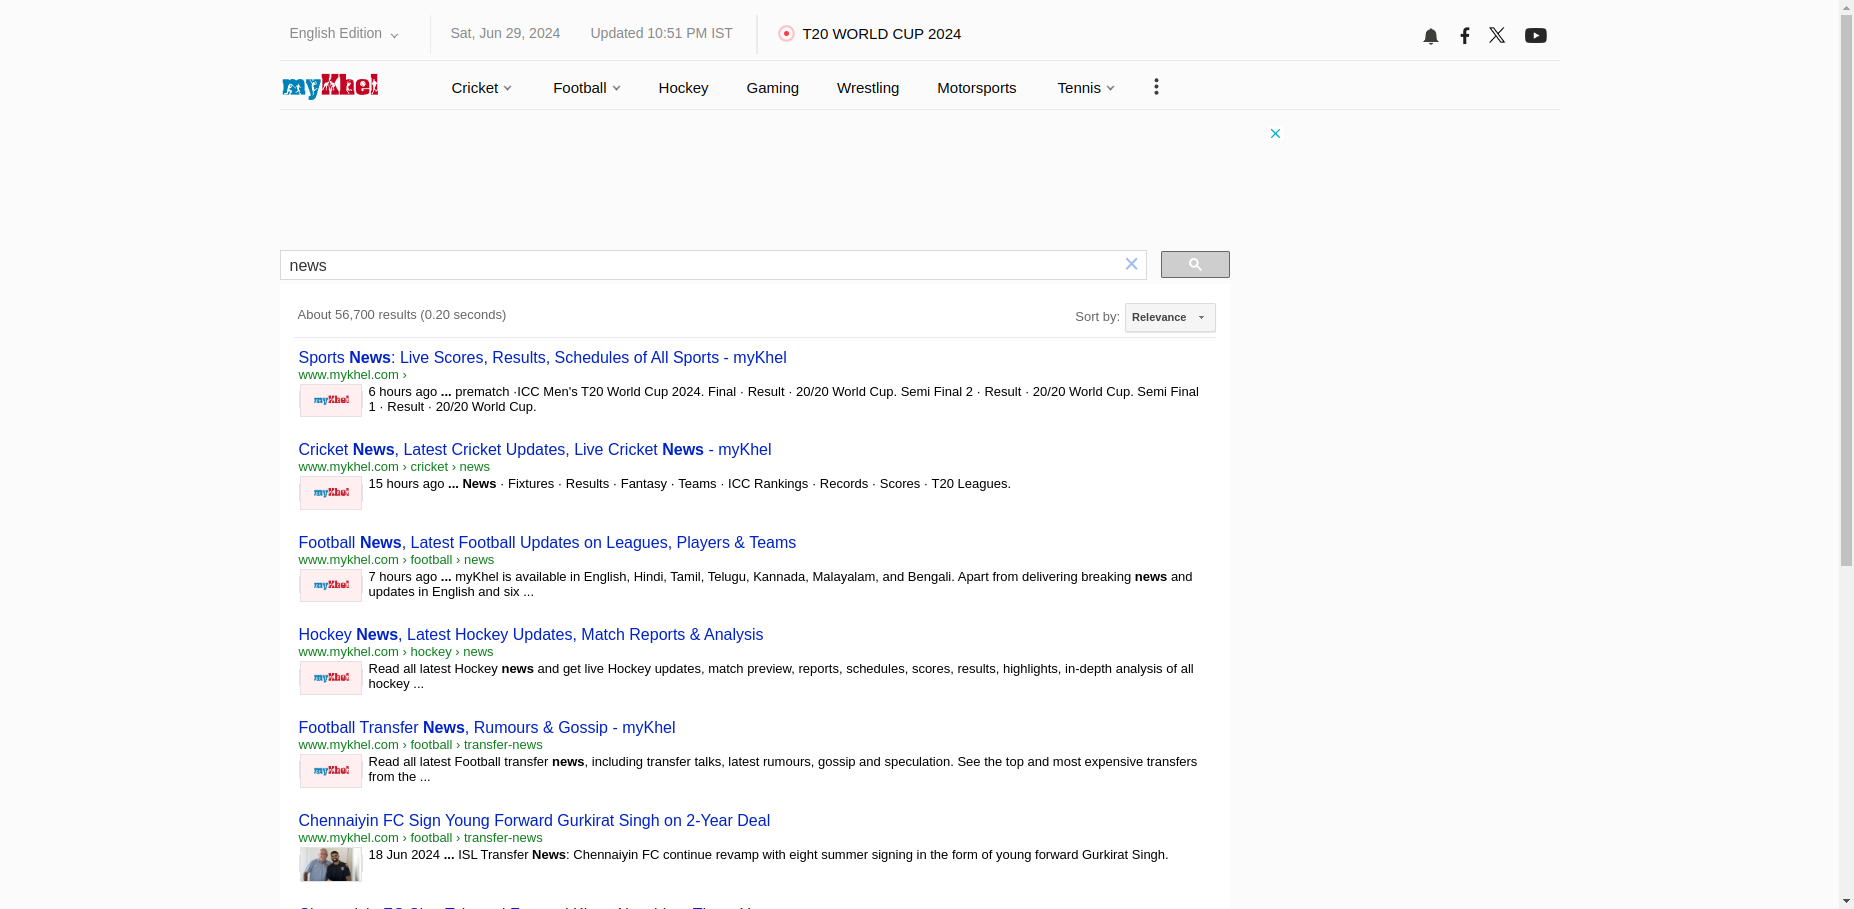 English Edition
Sat, Jun 29, 2024
Updated 10:51 PM IST
T20 WORLD CUP 2024
myKhel
Cricket
Football
Hockey
Gaming
Wrestling
Motorsports
Tennis
news
About 56,700 results (0.20 seconds)
Sort by:
Relevance
Sports News: Live Scores, Results, Schedules of All Sports - myKhel
www.mykhel.com ›
myKhel
6 hours ago ... prematch ·ICC Men's T20 World Cup 2024. Final · Result · 20/20 World Cup. Semi Final 2 · Result · 20/20 World Cup. Semi Final
1 · Result · 20/20 World Cup.
Cricket News, Latest Cricket Updates, Live Cricket News - myKhel
www.mykhel.com › cricket › news
myKhel
15 hours ago ... News · Fixtures · Results · Fantasy · Teams · ICC Rankings · Records · Scores · T20 Leagues.
Football News, Latest Football Updates on Leagues, Players & Teams
www.mykhel.com › football › news
myKhel
7 hours ago ... myKhel is available in English, Hindi, Tamil, Telugu, Kannada, Malayalam, and Bengali. Apart from delivering breaking news and
updates in English and six ...
Hockey News, Latest Hockey Updates, Match Reports & Analysis
www.mykhel.com › hockey › news
myKhel
Read all latest Hockey news and get live Hockey updates, match preview, reports, schedules, scores, results, highlights, in-depth analysis of all
hockey ...
Football Transfer News, Rumours & Gossip - myKhel
www.mykhel.com › football › transfer-news
myKhel
Read all latest Football transfer news, including transfer talks, latest rumours, gossip and speculation. See the top and most expensive transfers
from the ...
Chennaiyin FC Sign Young Forward Gurkirat Singh on 2-Year Deal
www.mykhel.com › football › transfer-news
18 Jun 2024 ... ISL Transfer News: Chennaiyin FC continue revamp with eight summer signing in the form of young forward Gurkirat Singh.